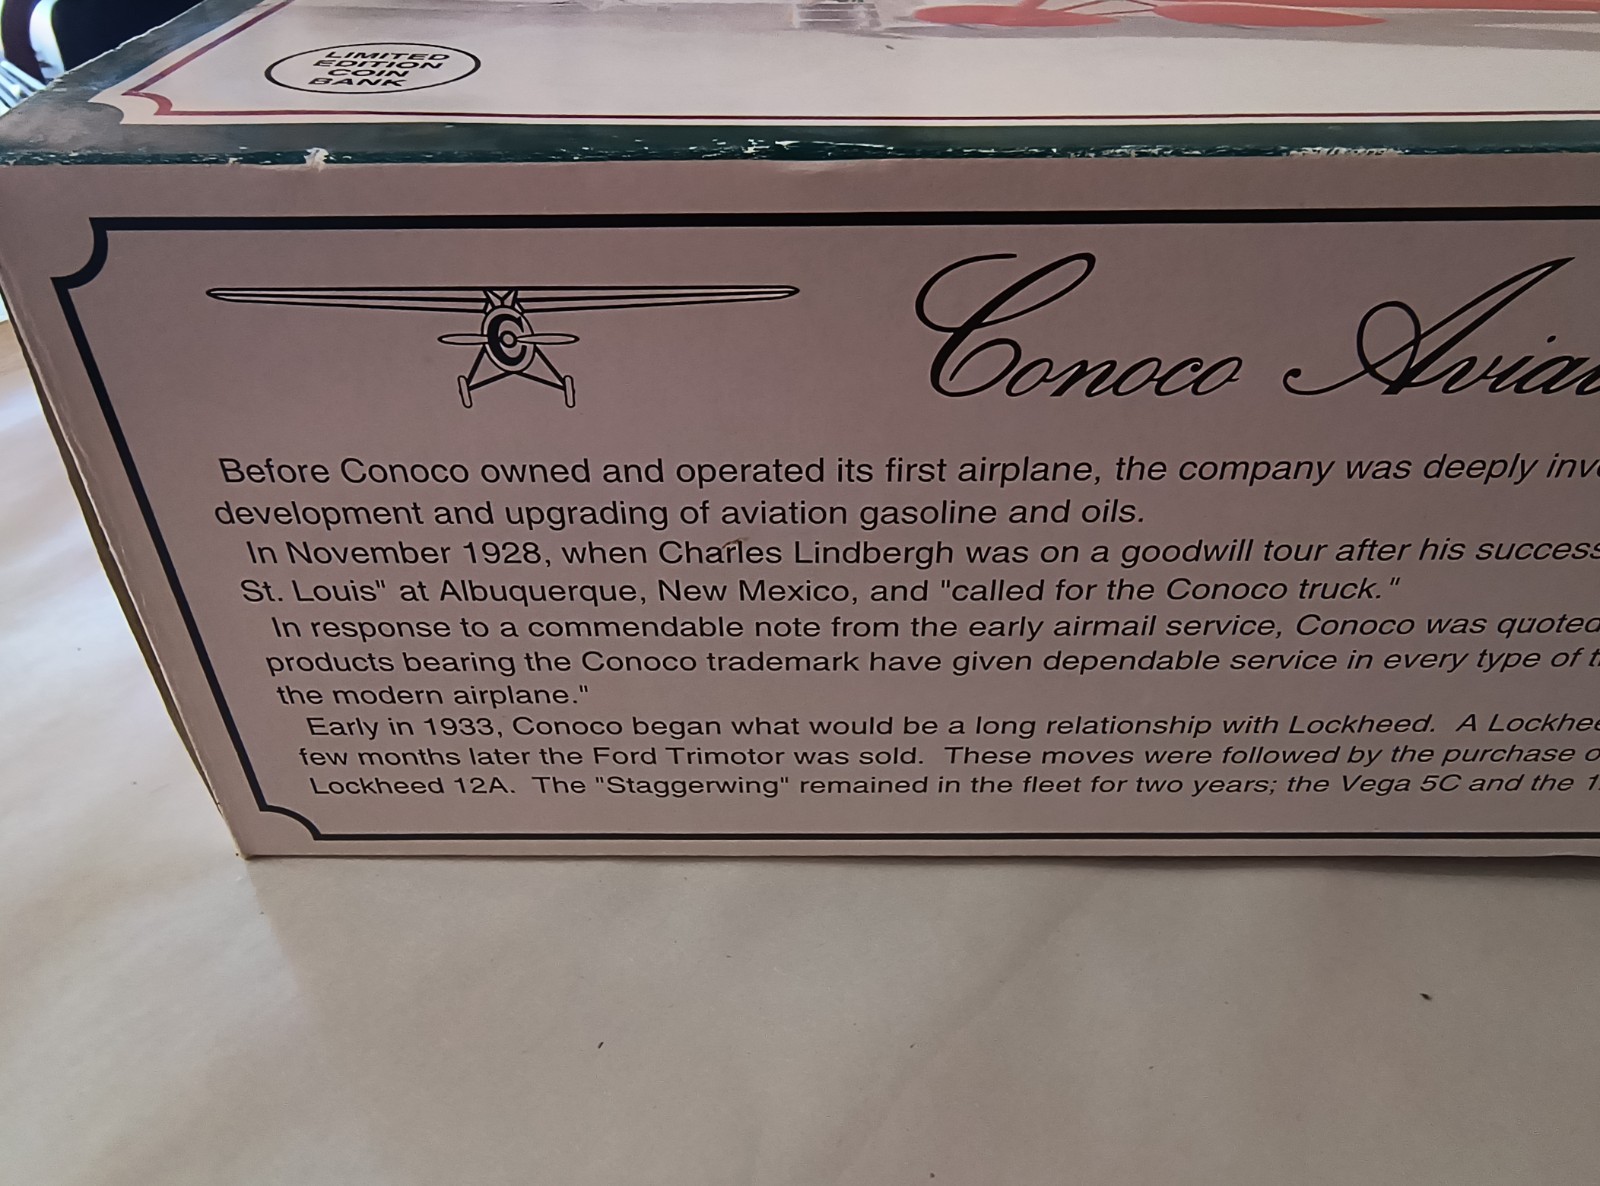 LIMITED
EDITION
COIN
BANK
C
Conoco
Before Conoco owned and operated its first airplane, the company was deeply
development and upgrading of aviation gasoline and oils.
In November 1928, when Charles Lindbergh was on a goodwill tour after his
St. Louis" at Albuquerque, New Mexico, and "called for the Conoco truck."
In response to a commendable note from the early airmail service, Conoco was quoted
products bearing the Conoco trademark have given dependable service in every type of
the modern airplane."
Early in 1933, Conoco began what would be a long relationship with Lockheed. A
few months later the Ford Trimotor was sold. These moves were followed by the purchase
Lockheed 12A. The "Staggerwing" remained in the fleet for two years; the Vega 5C and the